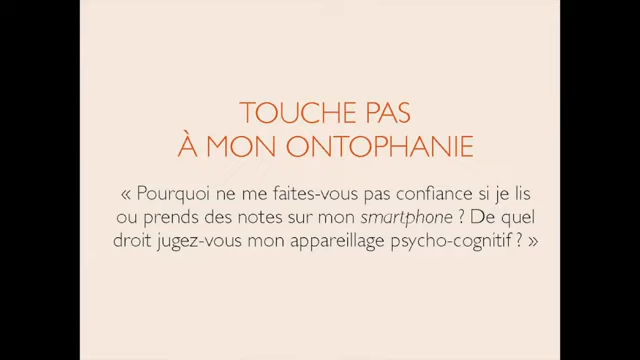 TOUCHE PAS
À MON ONTOPHANIE
« Pourquoi ne me faites-vous pas confiance si je lis
ou prends des notes sur mon smartphone ? De quel
droit jugez-vous mon appareillage psycho-cognitif ? »